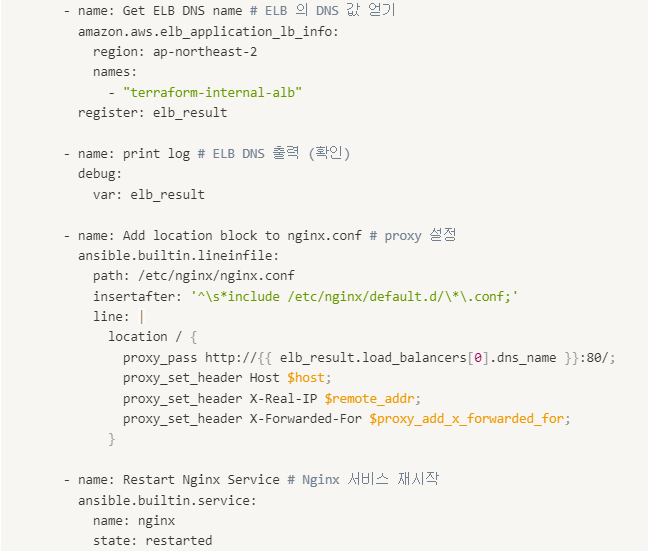 - name: Get ELB DNS name # ELB 의 DNS 값 얻기
  amazon.aws.elb_application_lb_info:
    region: ap-northeast-2
    names:
      - "terraform-internal-alb"
  register: elb_result

- name: print log # ELB DNS 출력 (확인)
  debug:
    var: elb_result

- name: Add location block to nginx.conf # proxy 설정
  ansible.builtin.lineinfile:
    path: /etc/nginx/nginx.conf
    insertafter: '^\s*include /etc/nginx/default.d/\*\.conf;'
    line: |
      location / {
        proxy_pass http://{{ elb_result.load_balancers[0].dns_name }}:80/;
        proxy_set_header Host $host;
        proxy_set_header X-Real-IP $remote_addr;
        proxy_set_header X-Forwarded-For $proxy_add_x_forwarded_for;
      }

- name: Restart Nginx Service # Nginx 서비스 재시작
  ansible.builtin.service:
    name: nginx
    state: restarted